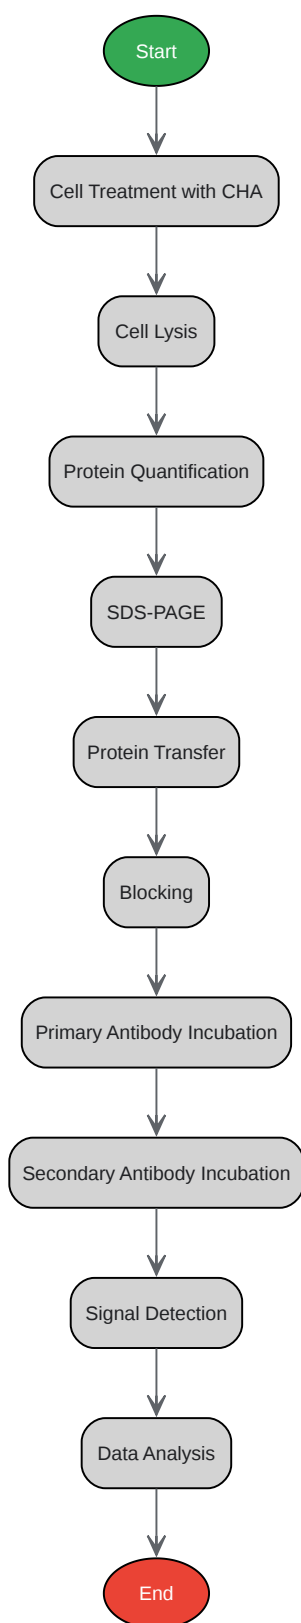 Start
Cell Treatment with CHA
Cell Lysis
Protein Quantification
SDS-PAGE
Protein Transfer
Blocking
Primary Antibody Incubation
Secondary Antibody Incubation
Signal Detection
Data Analysis
End